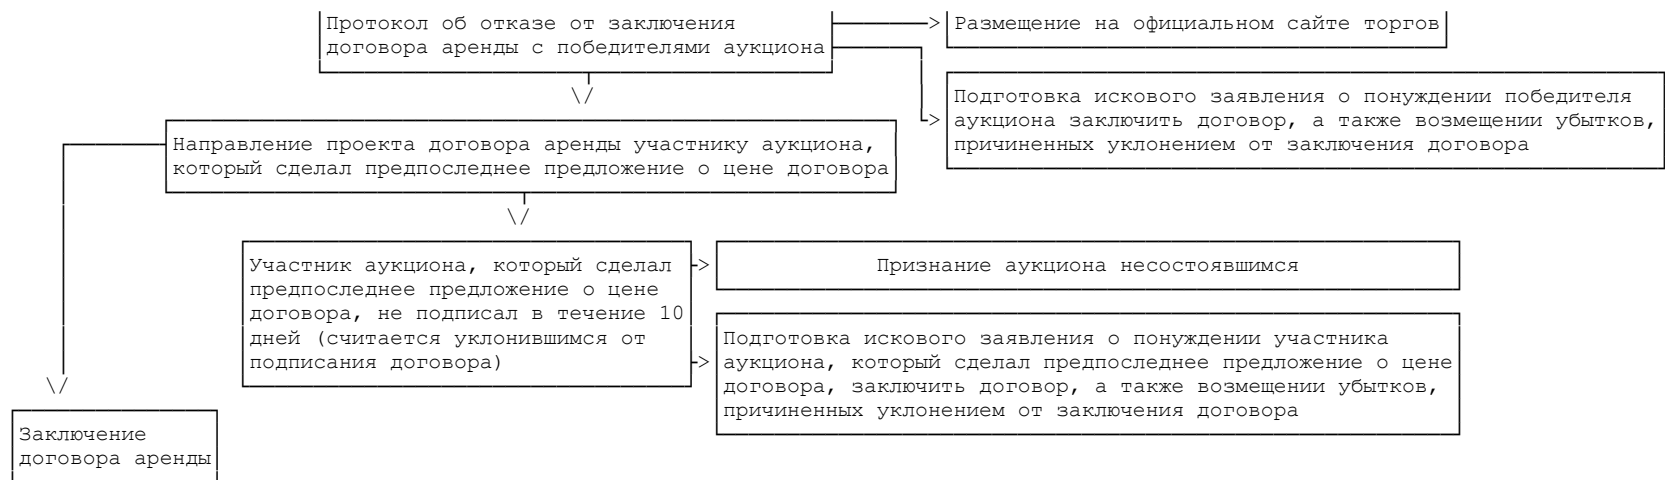 Протокол об отказе от заключения
договора аренды с победителями аукциона
Размещение на официальном сайте торгов
Подготовка искового заявления о понуждении победителя
аукциона заключить договор, а также возмещении убытков,
причиненных уклонением от заключения договора
Направление проекта договора аренды участнику аукциона,
который сделал предпоследнее предложение о цене договора
Участник аукциона, который сделал
предпоследнее предложение о цене
договора, не подписал в течение 10
дней (считается уклонившимся от
подписания договора)
Признание аукциона несостоявшимся
Подготовка искового заявления о понуждении участника
аукциона, который сделал предпоследнее предложение о цене
договора, заключить договор, а также возмещении убытков,
причиненных уклонением от заключения договора
Заключение
договора аренды